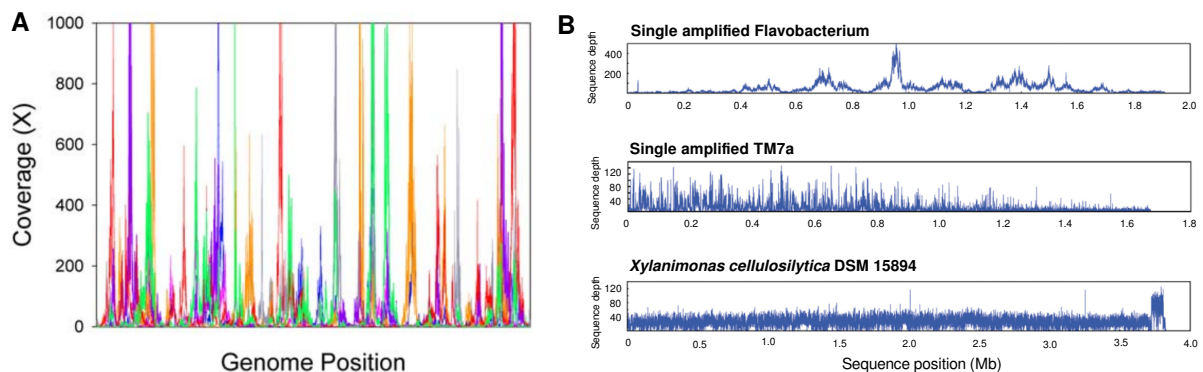 A
1000
800
600
400
200
0
Coverage (X)
Genome Position
B
Single amplified Flavobacterium
Sequence depth
400
200
0 0.2 0.4 0.6 0.8 1.0 1.2 1.4 1.6 1.8 2.0
Single amplified TM7a
Sequence depth
120
80
40
0 0.2 0.4 0.6 0.8 1.0 1.2 1.4 1.6 1.8
Xylanimonas cellulosilytica DSM 15894
Sequence depth
120
80
40
0 0.5 1.0 1.5 2.0 2.5 3.0 3.5 4.0
Sequence position (Mb)